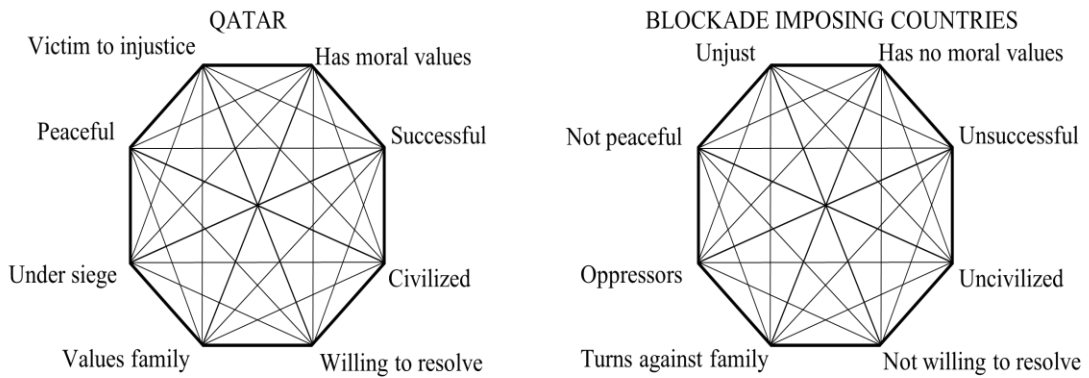 QATAR
Victim to injustice
Has moral values
Peaceful
Successful
Under siege
Civilized
Values family
Willing to resolve
BLOCKADE IMPOSING COUNTRIES
Unjust
Has no moral values
Not peaceful
Unsuccessful
Oppressors
Uncivilized
Turns against family
Not willing to resolve